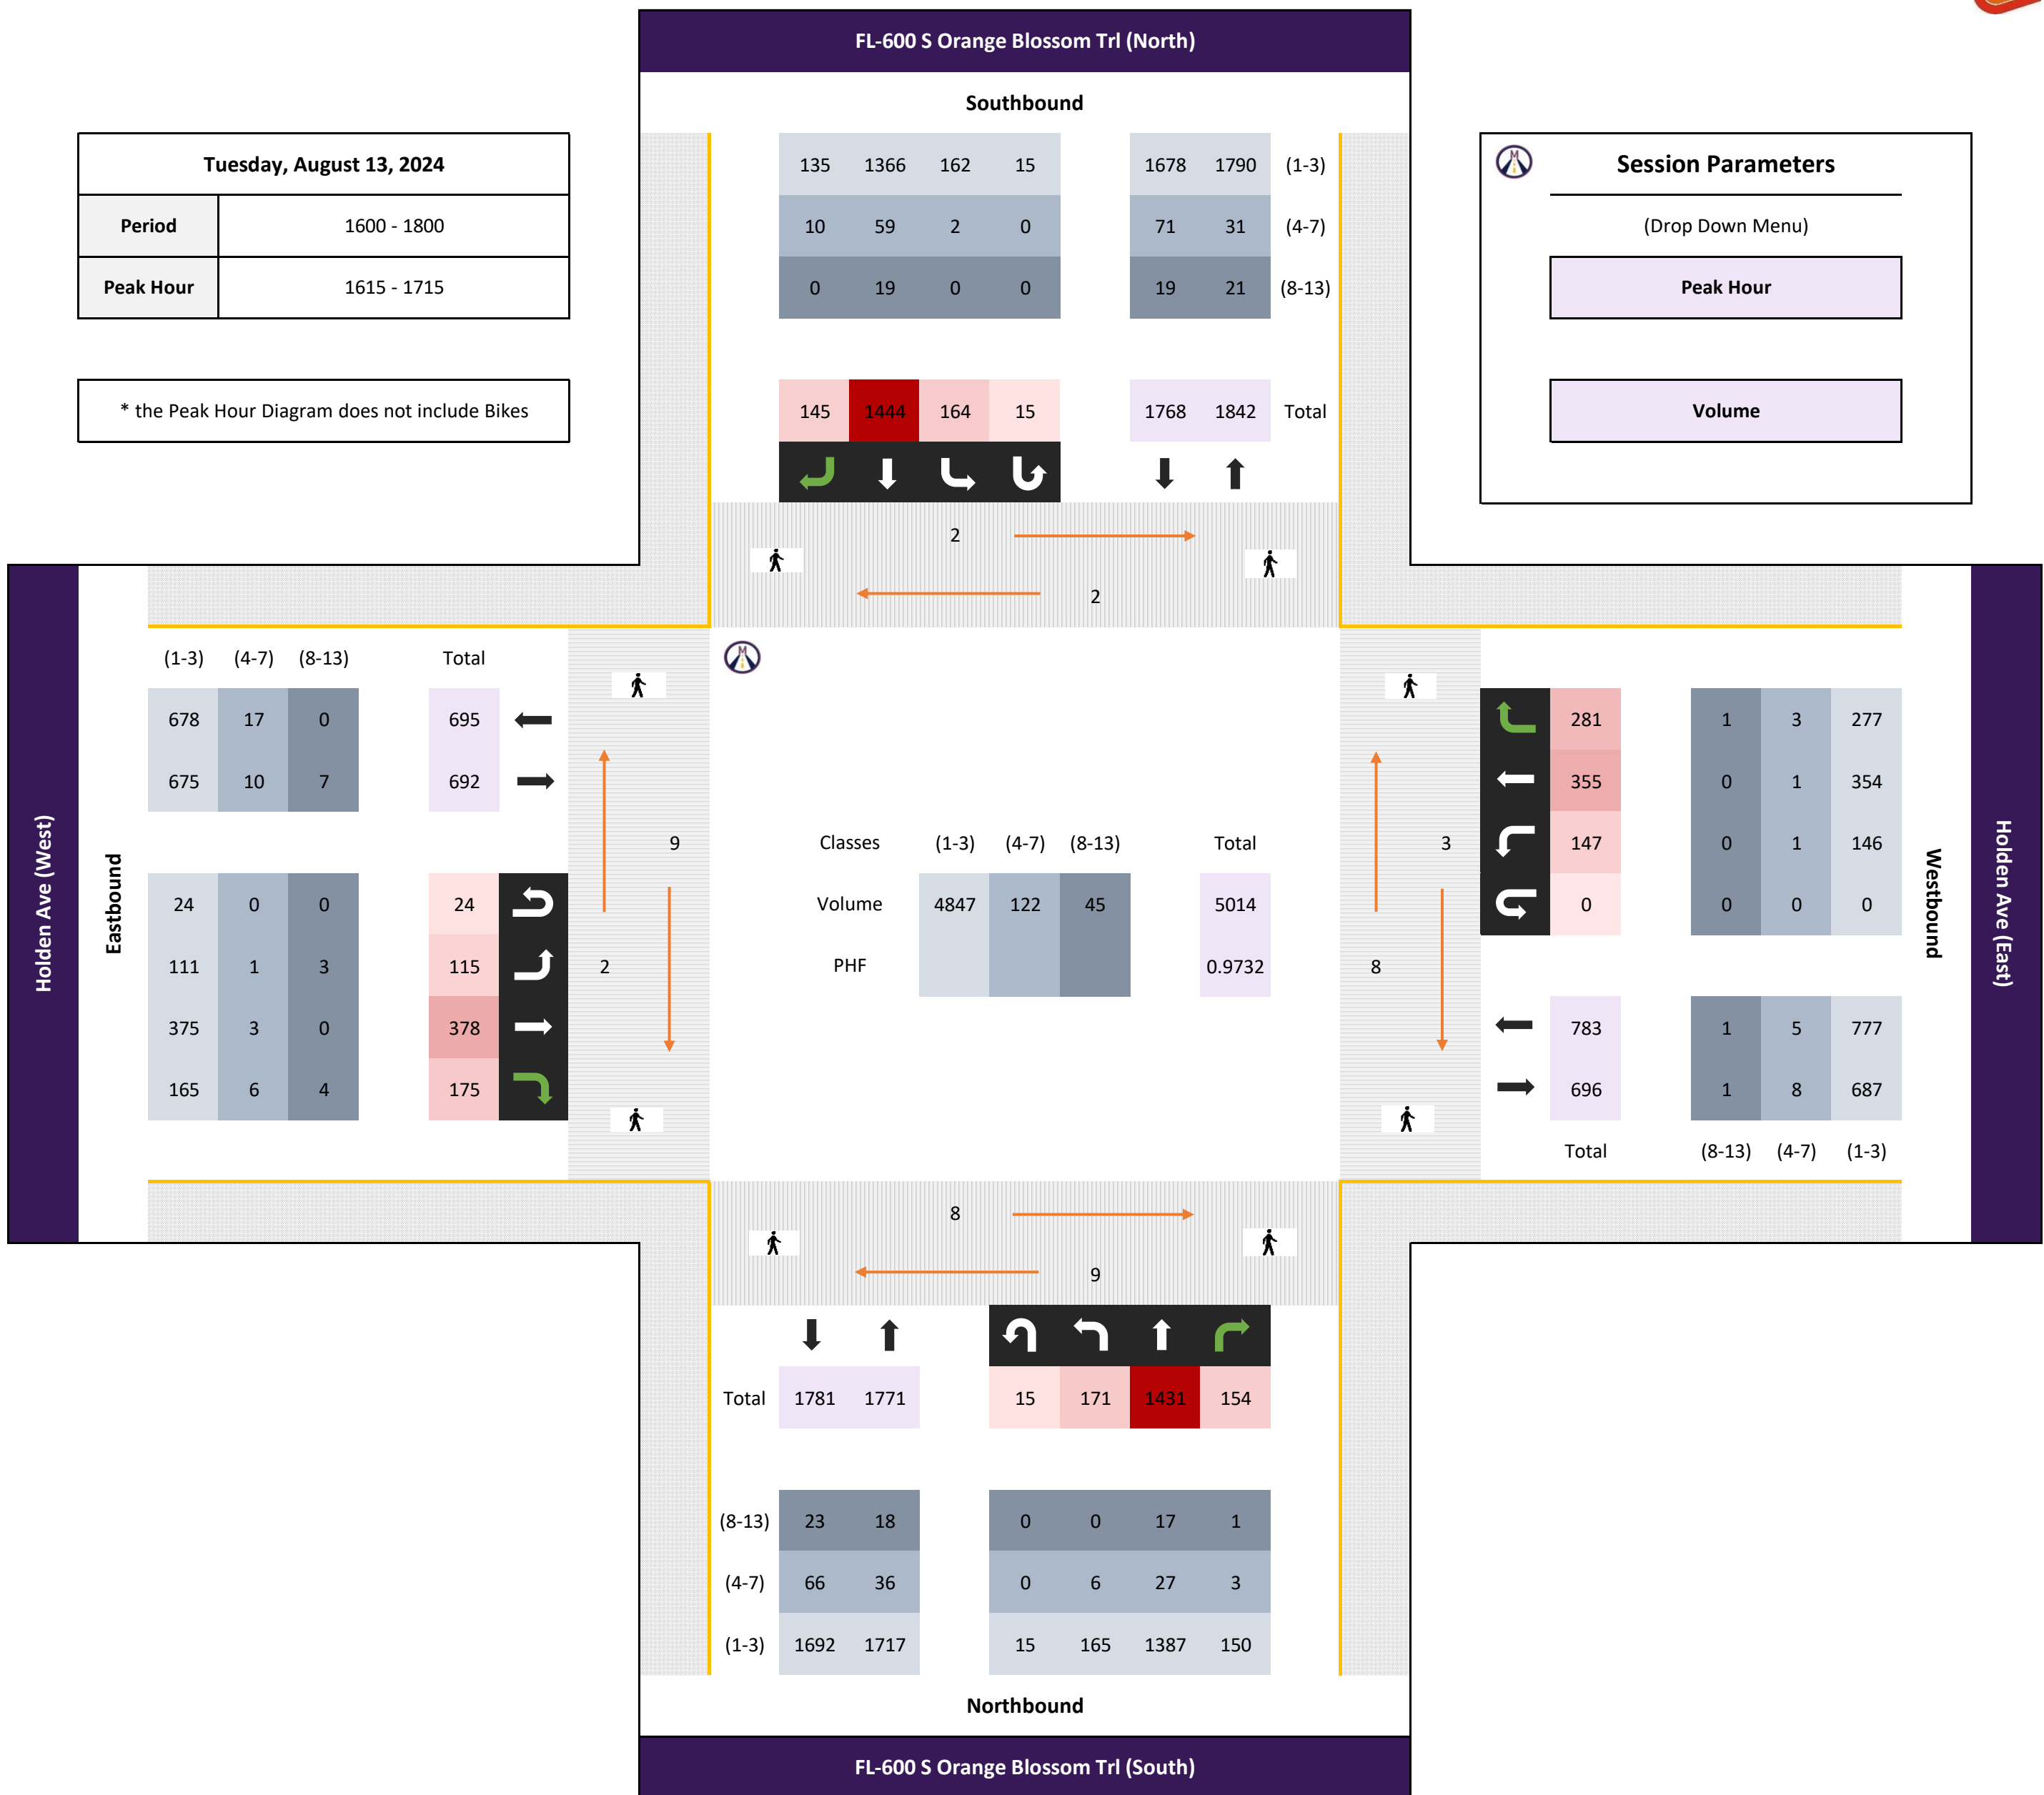 FL-600 S Orange Blossom Trl (North)
Southbound
Tuesday, August 13, 2024
Period 1600 - 1800
Peak Hour 1615 - 1715
* the Peak Hour Diagram does not include Bikes
135 1366 162 15 1678 1790 (1-3)
10 59 2 0 71 31 (4-7)
0 19 0 0 19 21 (8-13)
145 1444 164 15 1768 1842 Total
M
Session Parameters
(Drop Down Menu)
Peak Hour
Volume
2
2
Holden Ave (West)
Eastbound
(1-3) (4-7) (8-13) Total
678 17 0 695
675 10 7 692
24 0 0 24
111 1 3 115
375 3 0 378
165 6 4 175
9
2
M
Classes (1-3) (4-7) (8-13) Total
Volume 4847 122 45 5014
PHF 0.9732
3
8
281 1 3 277
355 0 1 354
147 0 1 146
0 0 0 0
783 1 5 777
696 1 8 687
Total (8-13) (4-7) (1-3)
Westbound
Holden Ave (East)
8
9
Total 1781 1771 15 171 1431 154
(8-13) 23 18 0 0 17 1
(4-7) 66 36 0 6 27 3
(1-3) 1692 1717 15 165 1387 150
Northbound
FL-600 S Orange Blossom Trl (South)